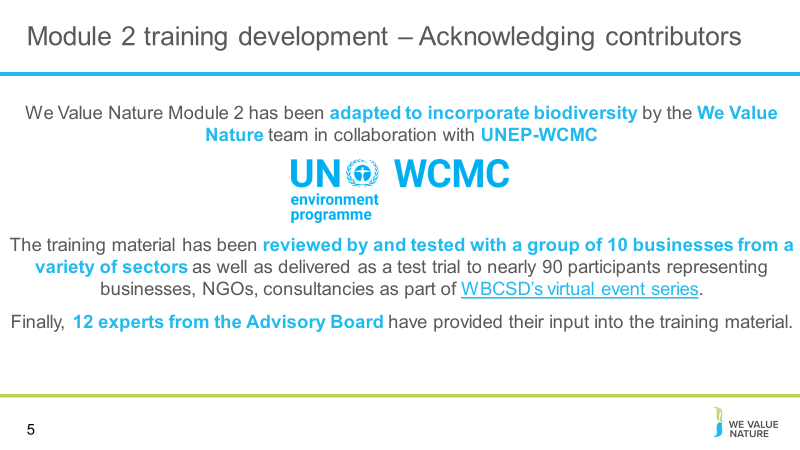 Module 2 training development – Acknowledging contributors
We Value Nature Module 2 has been adapted to incorporate biodiversity by the We Value
Nature team in collaboration with UNEP-WCMC
UN WCMC
environment
programme
The training material has been reviewed by and tested with a group of 10 businesses from a
variety of sectors as well as delivered as a test trial to nearly 90 participants representing
businesses, NGOs, consultancies as part of WBCSD's virtual event series.
Finally, 12 experts from the Advisory Board have provided their input into the training material.
5
WE VALUE
NATURE